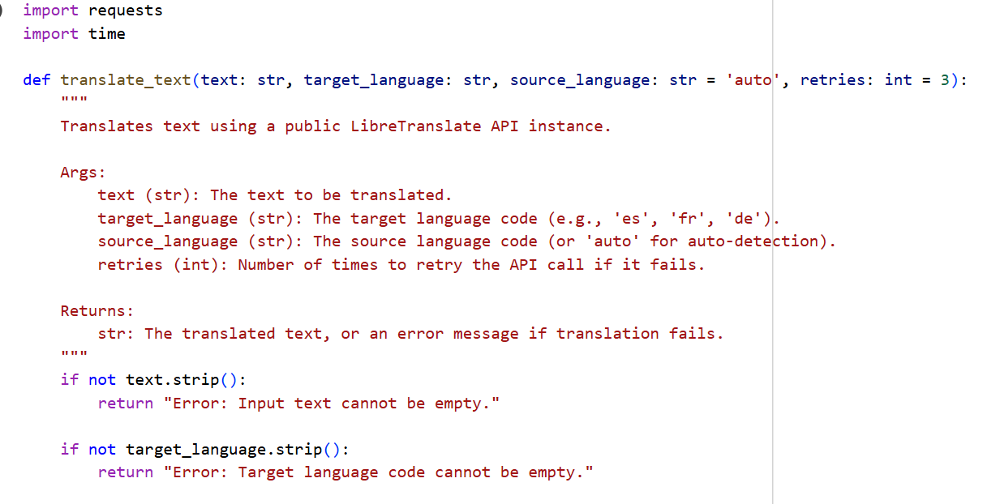 import requests
import time
def translate_text(text: str, target_language: str, source_language: str = 'auto', retries: int = 3):
"""
Translates text using a public LibreTranslate API instance.
Args:
text (str): The text to be translated.
target_language (str): The target language code (e.g., 'es', 'fr', 'de').
source_language (str): The source language code (or 'auto' for auto-detection).
retries (int): Number of times to retry the API call if it fails.
Returns:
str: The translated text, or an error message if translation fails.
"""
if not text.strip():
return "Error: Input text cannot be empty."
if not target_language.strip():
return "Error: Target language code cannot be empty."